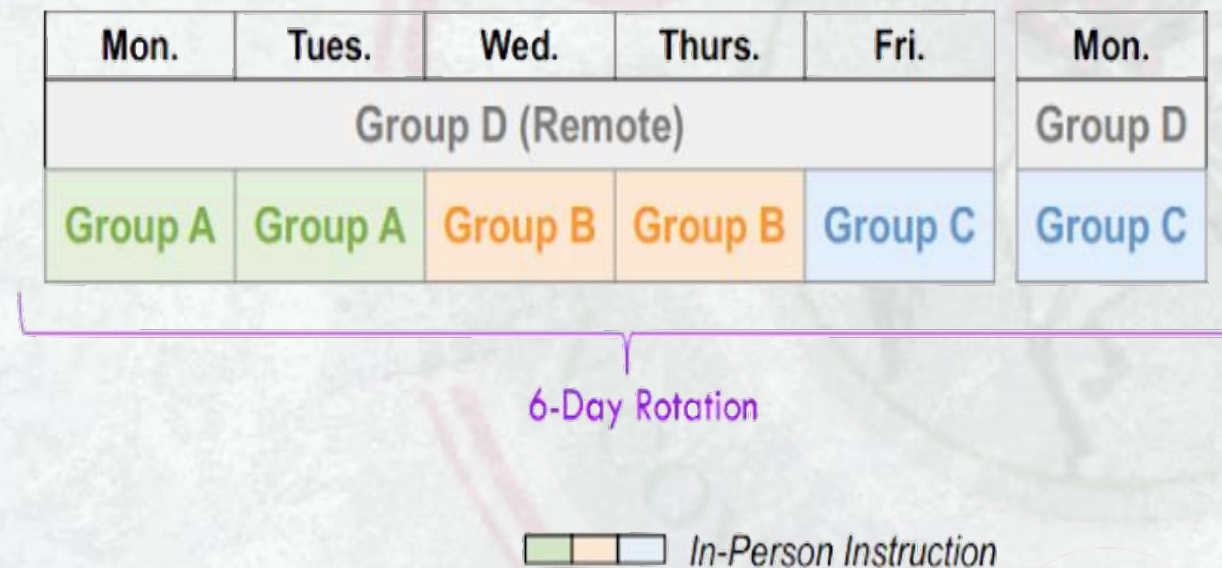 Mon. Tues. Wed. Thurs. Fri. Mon.
Group D (Remote) Group D
Group A Group A Group B Group B Group C Group C
6-Day Rotation
In-Person Instruction